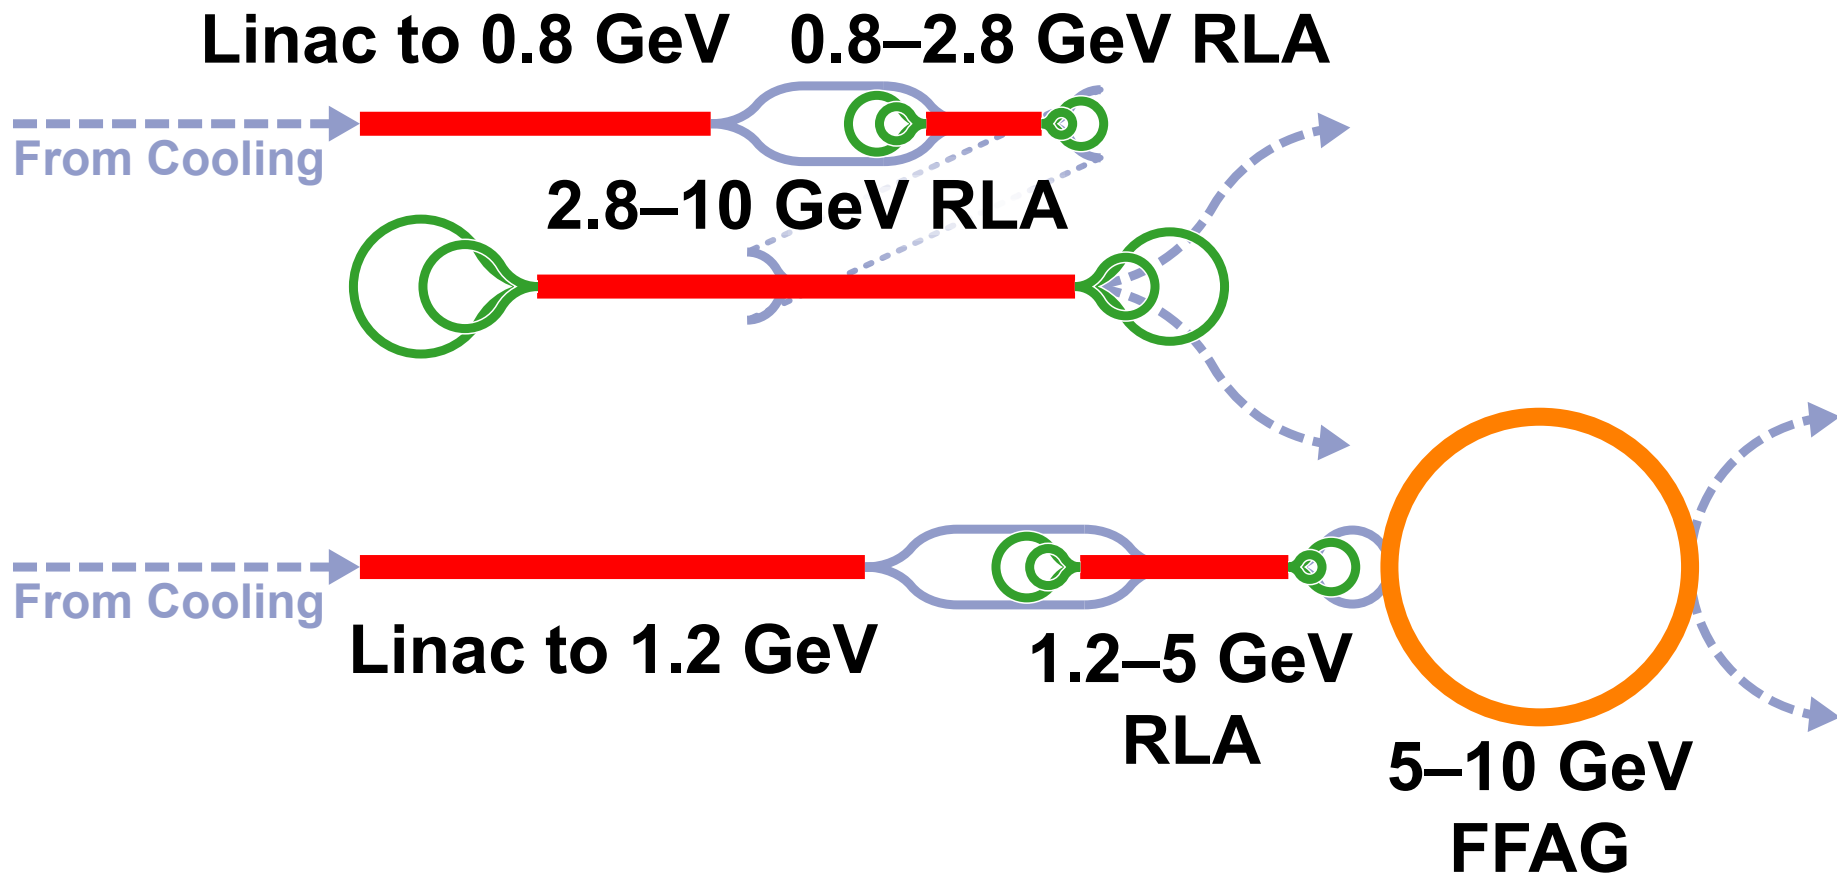 Linac to 0.8 GeV
0.8–2.8 GeV RLA
From Cooling
2.8–10 GeV RLA
From Cooling
Linac to 1.2 GeV
1.2–5 GeV
RLA
5–10 GeV
FFAG